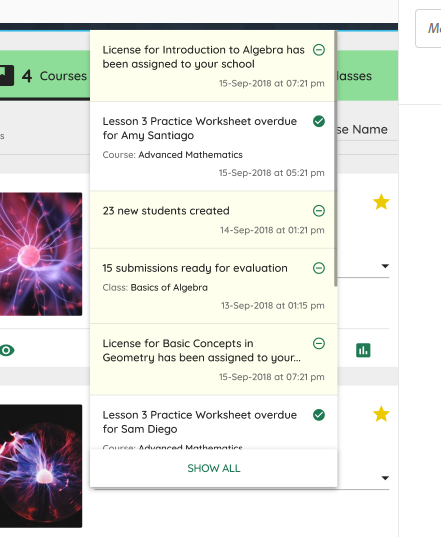 License for Introduction to Algebra has
been assigned to your school
15-Sep-2018 at 07:21 pm
4 Courses
lasses
Lesson 3 Practice Worksheet overdue
for Amy Santiago
Course: Advanced Mathematics
15-Sep-2018 at 05:21 pm
s
se Name
23 new students created
14-Sep-2018 at 01:21 pm
15 submissions ready for evaluation
Class: Basics of Algebra
13-Sep-2018 at 01:15 pm
License for Basic Concepts in
Geometry has been assigned to your...
15-Sep-2018 at 07:21 pm
Lesson 3 Practice Worksheet overdue
for Sam Diego
Course: Advanced Mathematics
SHOW ALL